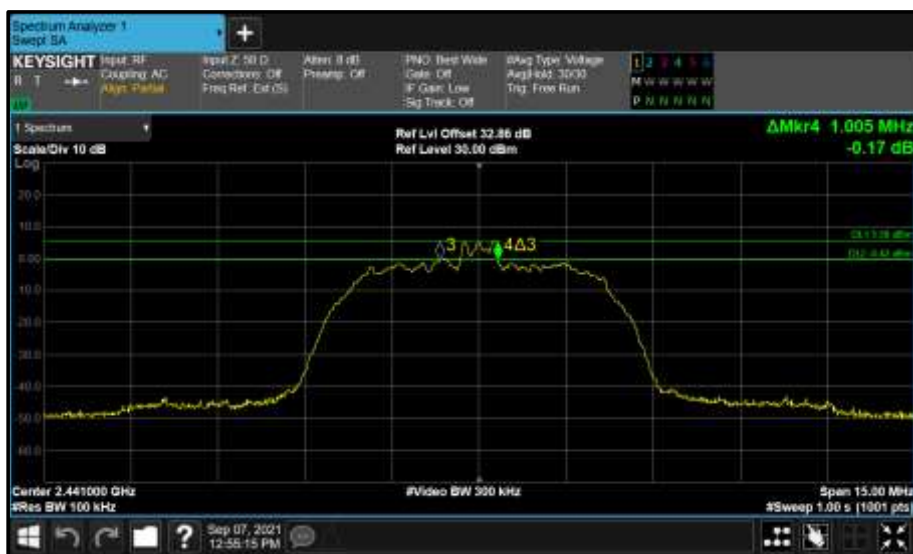 Spectrum Analyzer 1
Swept SA
KEYSIGHT
R T
Input: RF
Coupling: AC
Align: Partial
Input Z: 50 Ω
Corrections: Off
Freq Ref: Ext (S)
Atten: 8 dB
Preamp: Off
PNO: Best Wide
Gate: Off
IF Gain: Low
Sig Track: Off
#Avg Type: Voltage
Avg|Hold: 30/30
Trig: Free Run
1 2 3 4 5 6
M W W W W W
P N N N N N
1 Spectrum
Scale/Div 10 dB
Log
Ref Lvl Offset 32.86 dB
Ref Level 30.00 dBm
ΔMkr4 1.005 MHz
-0.17 dB
20.0
10.0
0.00
-10.0
-20.0
-30.0
-40.0
-50.0
-60.0
3
4Δ3
Center 2.441000 GHz
#Res BW 100 kHz
#Video BW 300 kHz
Span 15.00 MHz
#Sweep 1.00 s (1001 pts)
?
Sep 07, 2021
12:55:15 PM